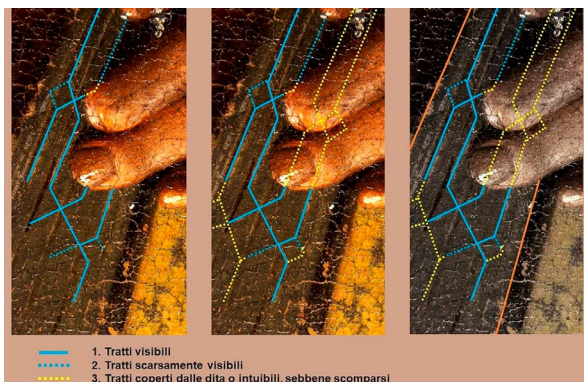 1. Tratti visibili
2. Tratti scarsamente visibili
3. Tratti coperti dalle dita o intuibili, sebbene scomparsi